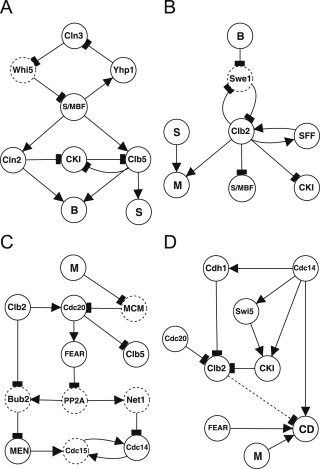 A
Cln3
Whi5
Yhp1
S/MBF
Cln2
CKI
Clb5
B
S
B
B
Swe1
Clb2
SFF
S
M
S/MBF
CKI
C
M
Clb2
Cdc20
MCM
FEAR
Clb5
Bub2
PP2A
Net1
MEN
Cdc15
Cdc14
D
Cdh1
Cdc14
Swi5
Cdc20
Clb2
CKI
FEAR
CD
M